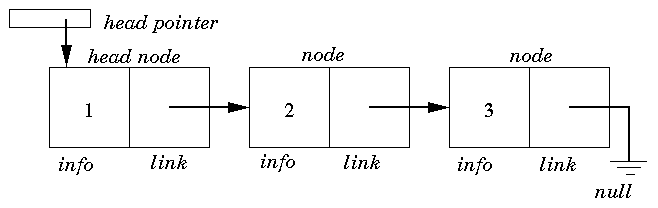 head pointer
head node node node
1 2 3
info link info link info link
null